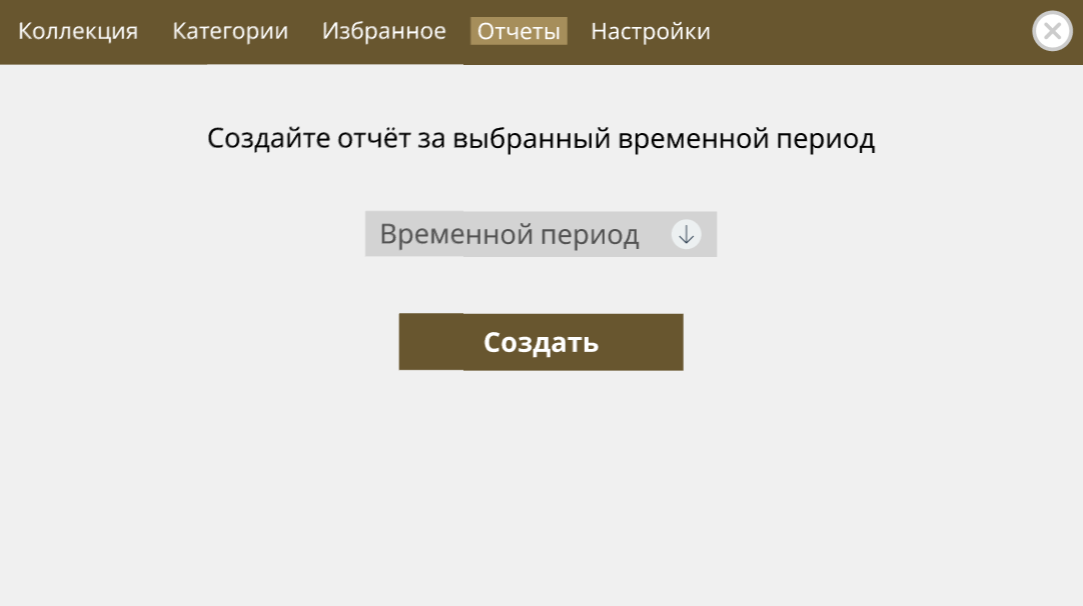 Коллекция Категории Избранное Отчеты Настройки
Создайте отчёт за выбранный временной период
Временной период
Создать